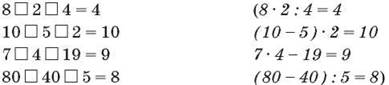 8 □ 2 □ 4 = 4 (8 · 2 : 4 = 4
10 □ 5 □ 2 = 10 (10 – 5) · 2 = 10
7 □ 4 □ 19 = 9 7 · 4 – 19 = 9
80 □ 40 □ 5 = 8 (80 – 40) : 5 = 8)